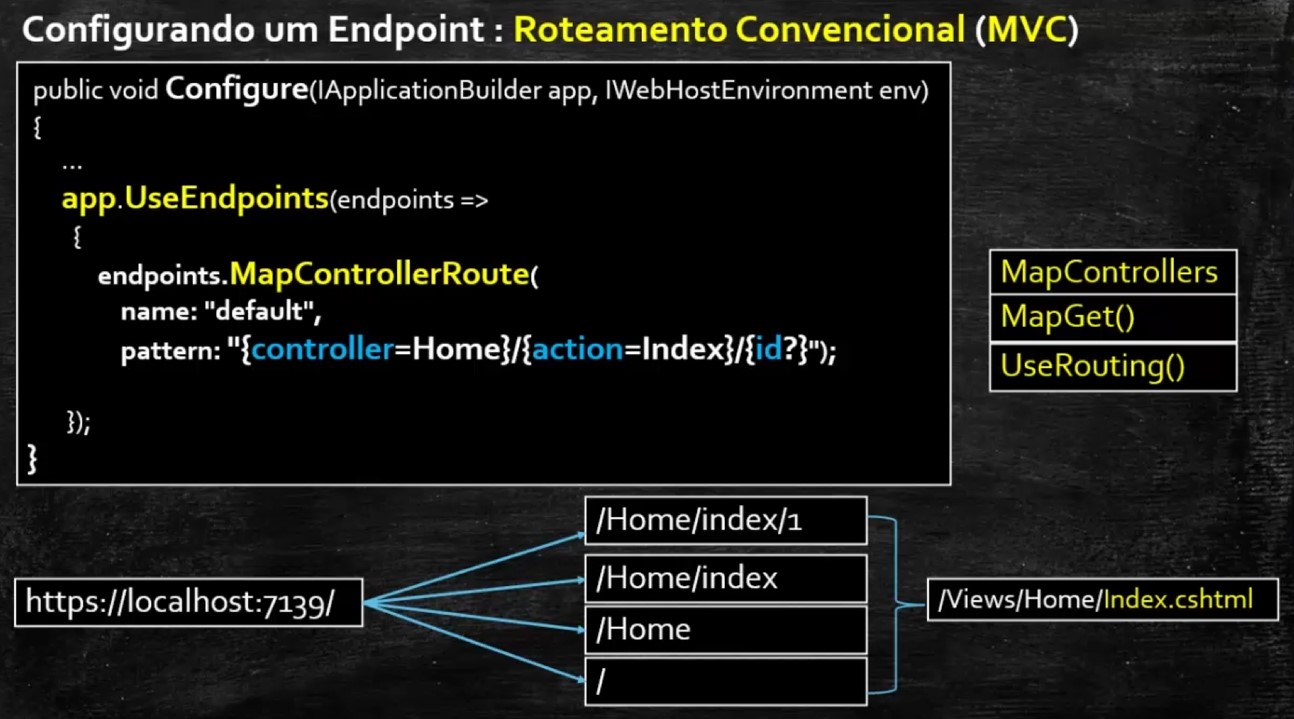 Configurando um Endpoint : Roteamento Convencional (MVC)
public void Configure(IApplicationBuilder app, IWebHostEnvironment env)
{
...
app.UseEndpoints(endpoints =>
{
endpoints.MapControllerRoute(
name: "default",
pattern: "{controller=Home}/{action=Index}/{id?}");
});
}
MapControllers
MapGet()
UseRouting()
https://localhost:7139/
/Home/index/1
/Home/index
/Home
/
/Views/Home/Index.cshtml